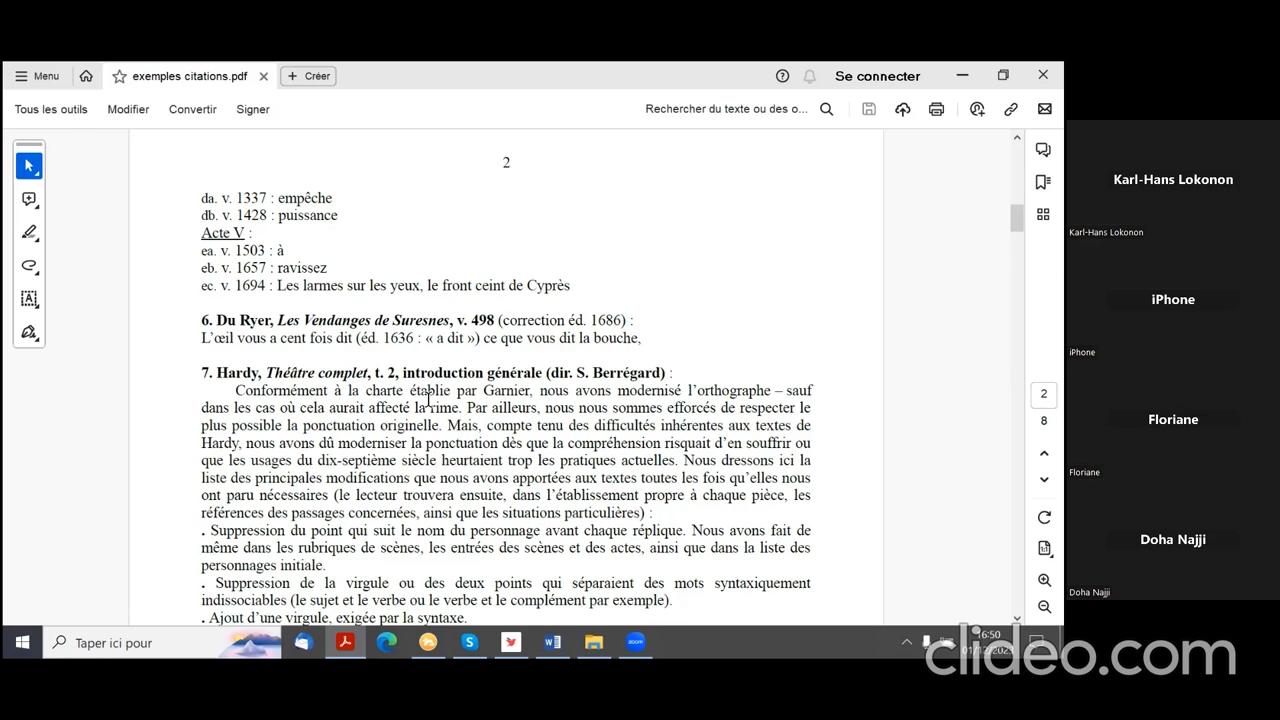 Menu
exemples citations.pdf
Créer
Se connecter
Tous les outils
Modifier
Convertir
Signer
Rechercher du texte ou des o...
2
da. v. 1337 : empêche
db. v. 1428 : puissance
Acte V :
ea. v. 1503 : à
eb. v. 1657 : ravissez
ec. v. 1694 : Les larmes sur les yeux, le front ceint de Cyprès
6. Du Ryer, Les Vendanges de Suresnes, v. 498 (correction éd. 1686) :
L’œil vous a cent fois dit (éd. 1636 : « a dit ») ce que vous dit la bouche,
7. Hardy, Théâtre complet, t. 2, introduction générale (dir. S. Berrégard) :
Conformément à la charte établie par Garnier, nous avons modernisé l’orthographe – sauf
dans les cas où cela aurait affecté la rime. Par ailleurs, nous nous sommes efforcés de respecter le
plus possible la ponctuation originelle. Mais, compte tenu des difficultés inhérentes aux textes de
Hardy, nous avons dû moderniser la ponctuation dès que la compréhension risquait d’en souffrir ou
que les usages du dix-septième siècle heurtaient trop les pratiques actuelles. Nous dressons ici la
liste des principales modifications que nous avons apportées aux textes toutes les fois qu’elles nous
ont paru nécessaires (le lecteur trouvera ensuite, dans l’établissement propre à chaque pièce, les
références des passages concernées, ainsi que les situations particulières) :
. Suppression du point qui suit le nom du personnage avant chaque réplique. Nous avons fait de
même dans les rubriques de scènes, les entrées des scènes et des actes, ainsi que dans la liste des
personnages initiale.
. Suppression de la virgule ou des deux points qui séparaient des mots syntaxiquement
indissociables (le sujet et le verbe ou le verbe et le complément par exemple).
. Ajout d’une virgule, exigée par la syntaxe.
2
8
Karl-Hans Lokonon
Karl-Hans Lokonon
iPhone
iPhone
Floriane
Floriane
Doha Najji
Doha Najji
Taper ici pour
zoom
16:50
01/12/2023
clideo.com